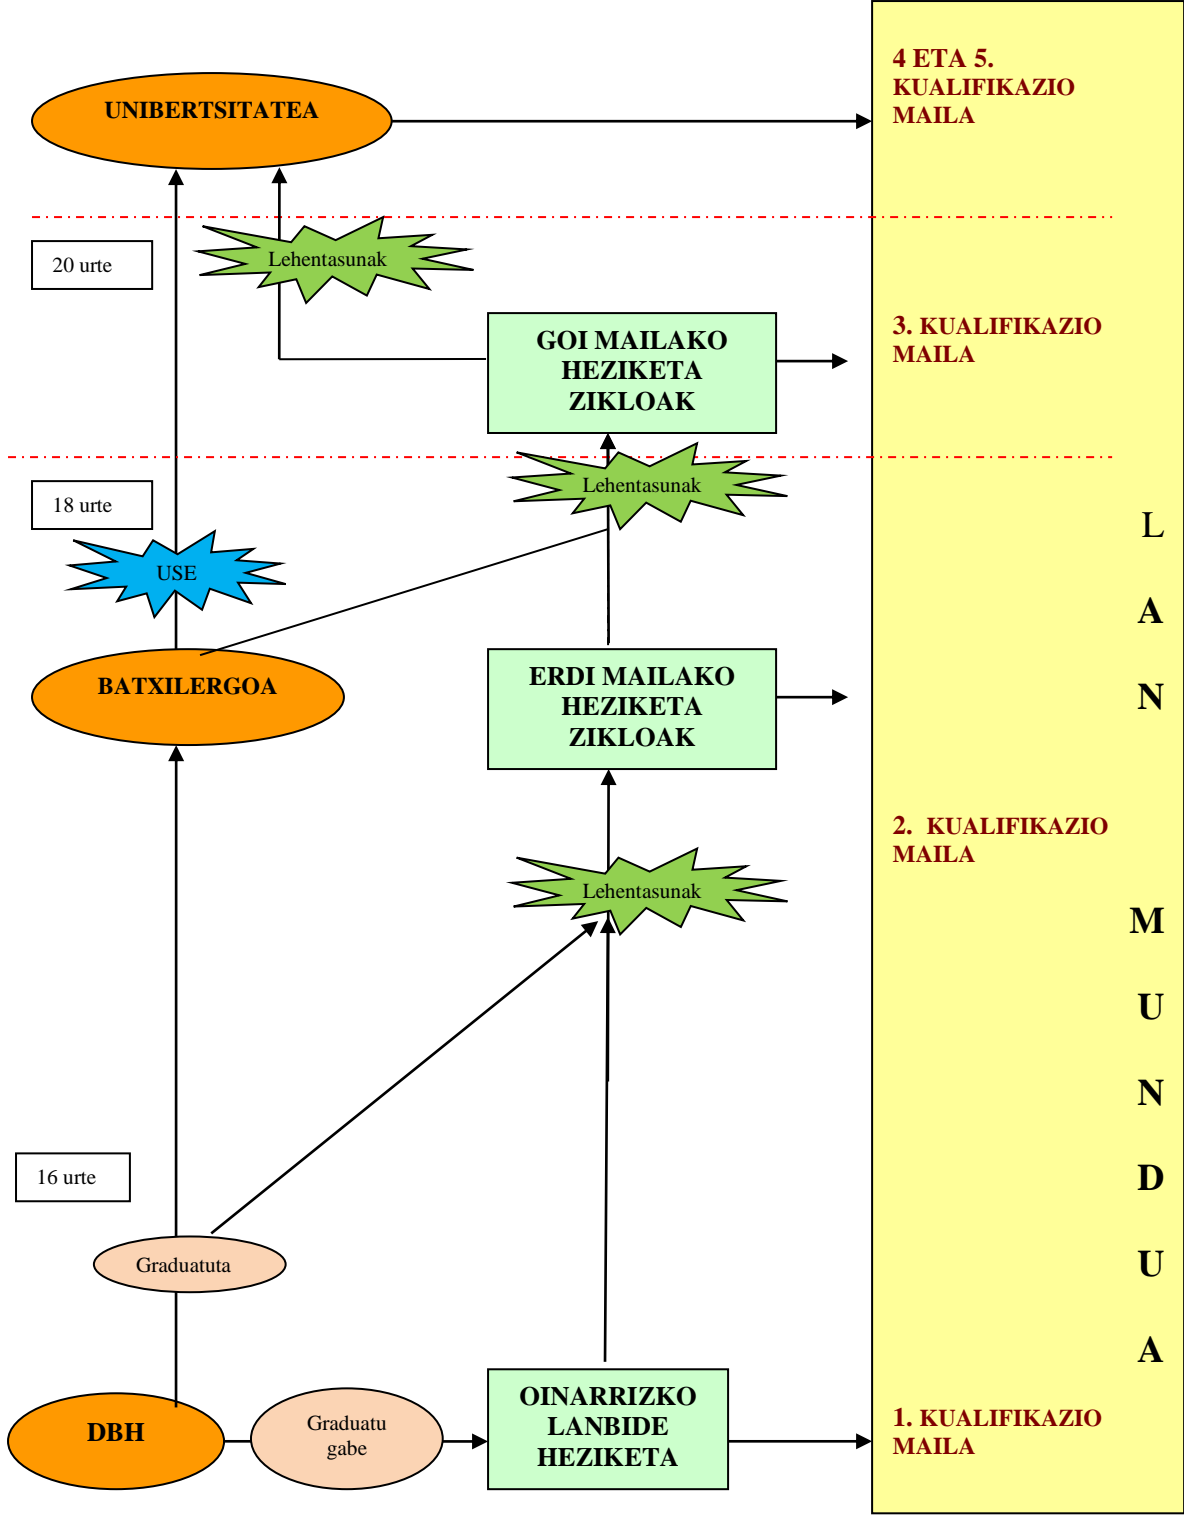 4 ETA 5.
KUALIFIKAZIO
MAILA
UNIBERTSITATEA
20 urte
Lehentasunak
GOI MAILAKO
HEZIKETA
ZIKLOAK
3. KUALIFIKAZIO
MAILA
18 urte
Lehentasunak
USE
BATXILERGOA
ERDI MAILAKO
HEZIKETA
ZIKLOAK
L
A
N
2. KUALIFIKAZIO
MAILA
Lehentasunak
M
U
N
D
U
A
16 urte
Graduatuta
DBH
Graduatu
gabe
OINARRIZKO
LANBIDE
HEZIKETA
1. KUALIFIKAZIO
MAILA